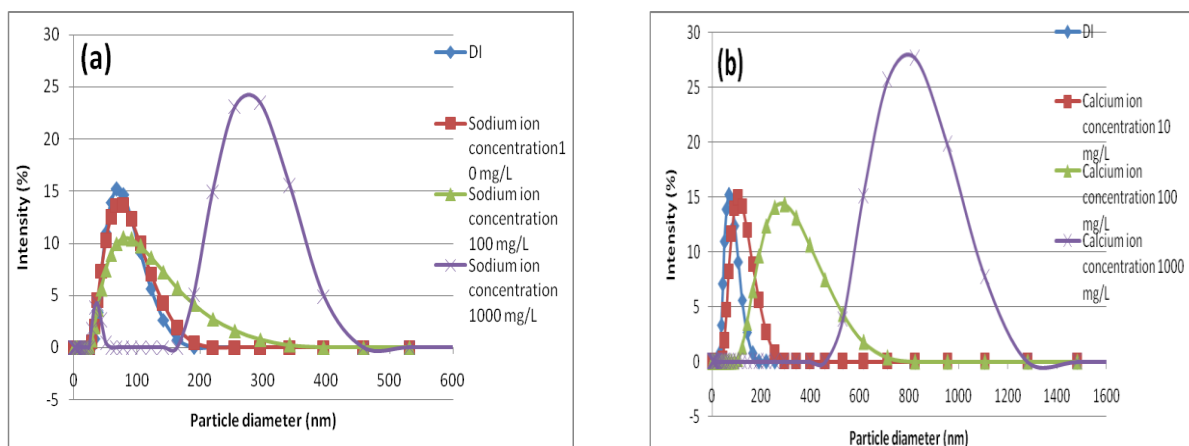 (a)
30
25
20
15
10
5
0
-5
Intensity (%)
0 100 200 300 400 500 600
Particle diameter (nm)
DI
Sodium ion
concentration1
0 mg/L
Sodium ion
concentration
100 mg/L
Sodium ion
concentration
1000 mg/L
(b)
30
25
20
15
10
5
0
-5
Intensity (%)
0 200 400 600 800 1000 1200 1400 1600
Particle diameter (nm)
DI
Calcium ion
concentration 10
mg/L
Calcium ion
concentration 100
mg/L
Calcium ion
concentration 1000
mg/L